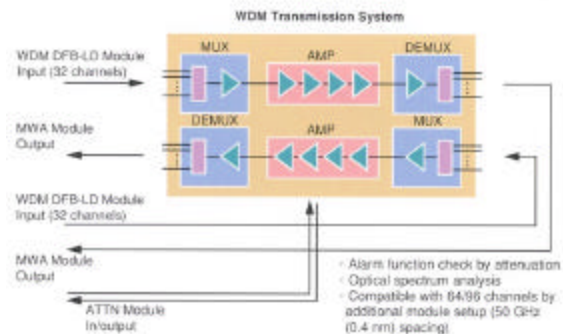 WDM Transmission System
MUX
AMP
DEMUX
WDM DFB-LD Module
Input (32 channels)
MWA Module
Output
DEMUX
AMP
MUX
WDM DFB-LD Module
Input (32 channels)
MWA Module
Output
ATTN Module
In/output
Alarm function check by attenuation
Optical spectrum analysis
Compatible with 64/96 channels by
additional module setup (50 GHz
(0.4 nm) spacing)